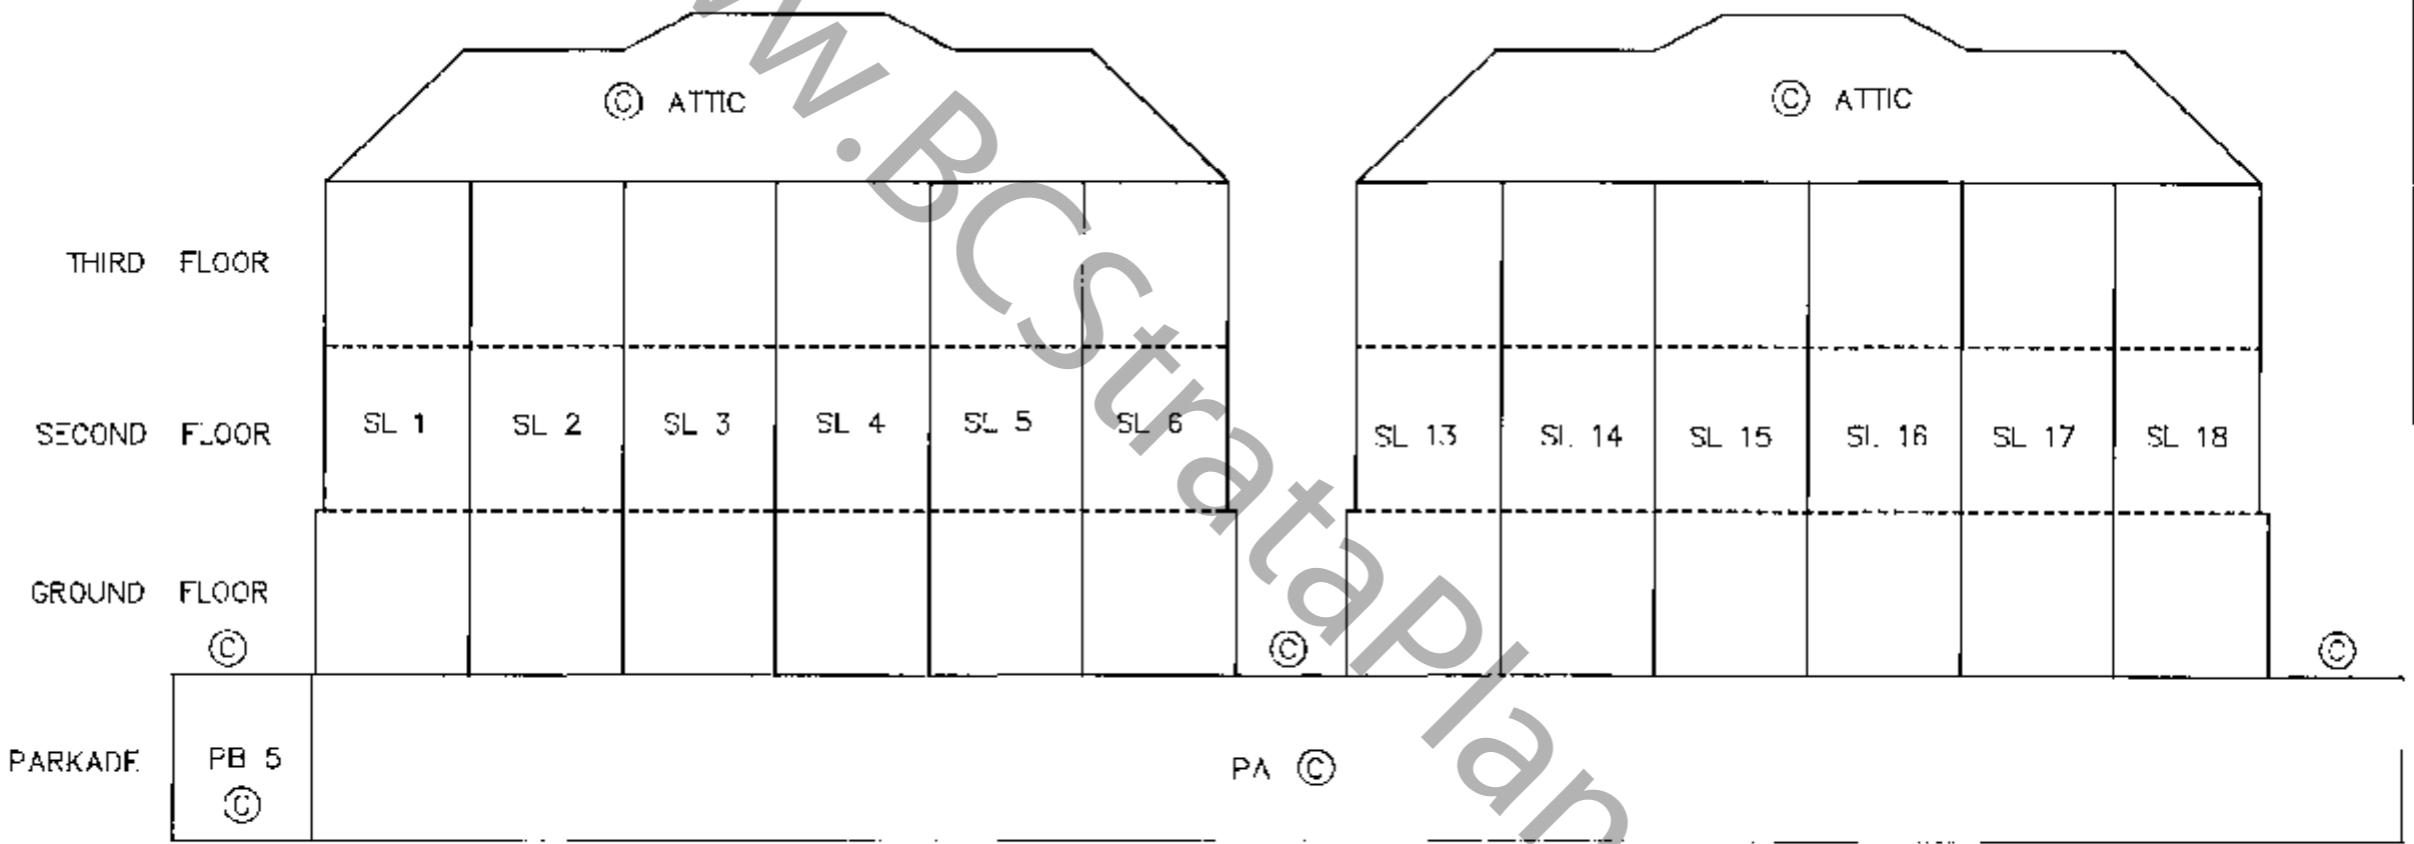 Ⓒ ATTIC Ⓒ ATTIC
THIRD FLOOR
SECOND FLOOR SL 1 SL 2 SL 3 SL 4 SL 5 SL 6 SL 13 SL 14 SL 15 SL 16 SL 17 SL 18
GROUND FLOOR
Ⓒ Ⓒ Ⓒ
PARKADE PB 5 PA Ⓒ
Ⓒ
w.BCStrataPlan